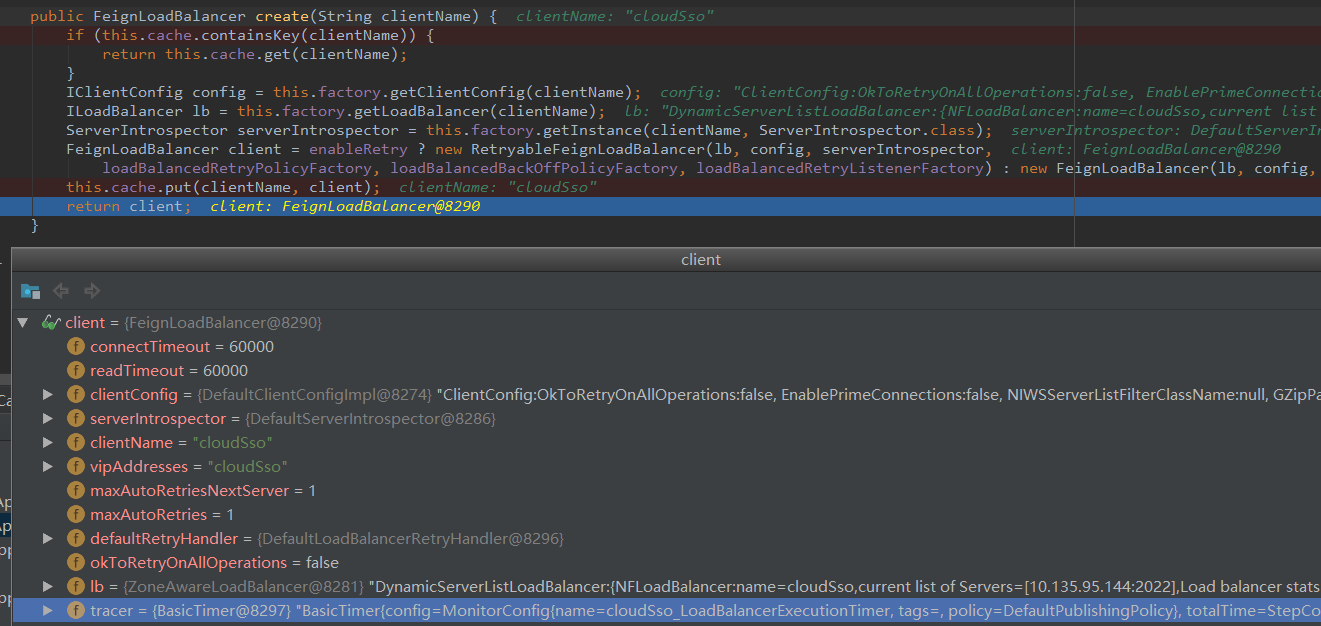 public FeignLoadBalancer create(String clientName) {  clientName: "cloudSso"
if (this.cache.containsKey(clientName)) {
return this.cache.get(clientName);
}
IClientConfig config = this.factory.getClientConfig(clientName);  config: "ClientConfig:OkToRetryOnAllOperations:false, EnablePrimeConnectio
ILoadBalancer lb = this.factory.getLoadBalancer(clientName);  lb: "DynamicServerListLoadBalancer:{NFLoadBalancer:name=cloudSso,current list
ServerIntrospector serverIntrospector = this.factory.getInstance(clientName, ServerIntrospector.class);  serverIntrospector: DefaultServerIn
FeignLoadBalancer client = enableRetry ? new RetryableFeignLoadBalancer(lb, config, serverIntrospector,  client: FeignLoadBalancer@8290
loadBalancedRetryPolicyFactory, loadBalancedBackOffPolicyFactory, loadBalancedRetryListenerFactory) : new FeignLoadBalancer(lb, config,
this.cache.put(clientName, client);  clientName: "cloudSso"
return client;  client: FeignLoadBalancer@8290
}
client
client = {FeignLoadBalancer@8290}
f connectTimeout = 60000
f readTimeout = 60000
f clientConfig = {DefaultClientConfigImpl@8274} "ClientConfig:OkToRetryOnAllOperations:false, EnablePrimeConnections:false, NIWSServerListFilterClassName:null, GZipPa
f serverIntrospector = {DefaultServerIntrospector@8286}
f clientName = "cloudSso"
f vipAddresses = "cloudSso"
f maxAutoRetriesNextServer = 1
f maxAutoRetries = 1
f defaultRetryHandler = {DefaultLoadBalancerRetryHandler@8296}
f okToRetryOnAllOperations = false
f lb = {ZoneAwareLoadBalancer@8281} "DynamicServerListLoadBalancer:{NFLoadBalancer:name=cloudSso,current list of Servers=[10.135.95.144:2022],Load balancer stats
f tracer = {BasicTimer@8297} "BasicTimer{config=MonitorConfig{name=cloudSso_LoadBalancerExecutionTimer, tags=, policy=DefaultPublishingPolicy}, totalTime=StepCo